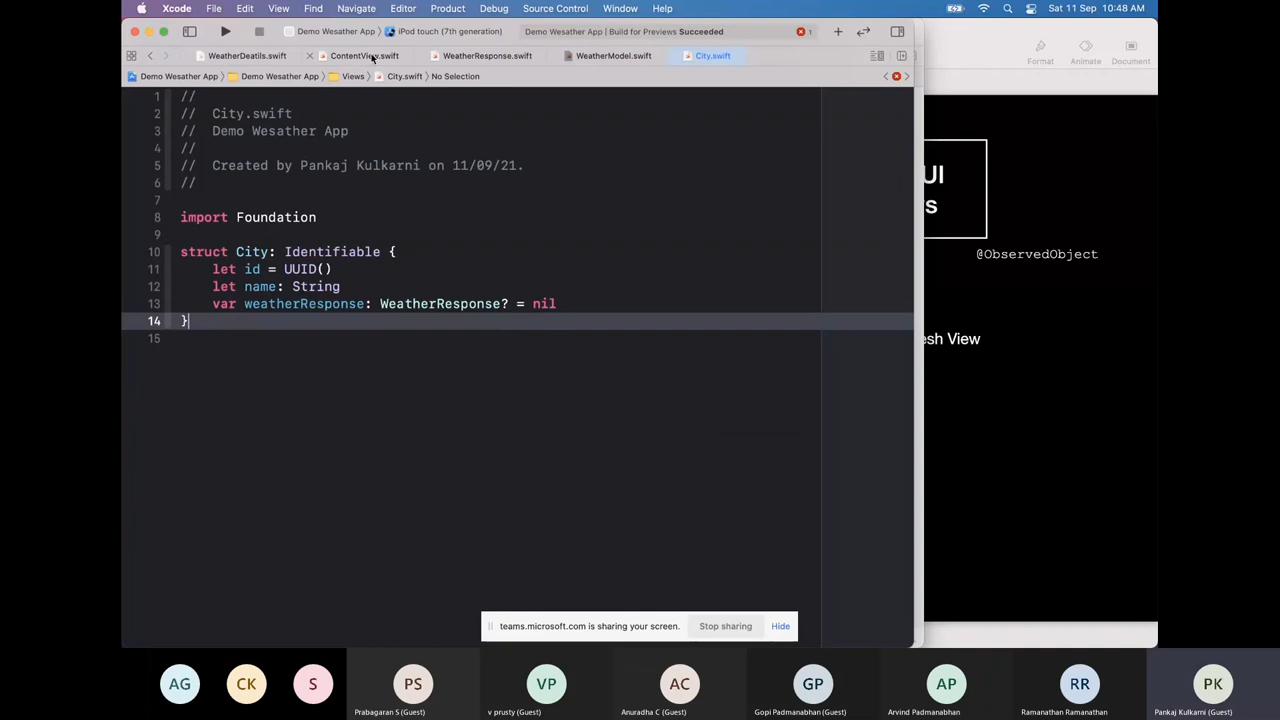 Xcode File Edit View Find Navigate Editor Product Debug Source Control Window Help
Sat 11 Sep 10:48 AM
Demo Wesather App 〉 iPod touch (7th generation)
Demo Wesather App | Build for Previews Succeeded
1
WeatherDeatils.swift
ContentView.swift
WeatherResponse.swift
WeatherModel.swift
City.swift
Demo Wesather App 〉 Demo Wesather App 〉 Views 〉 City.swift 〉 No Selection
1 //
2 // City.swift
3 // Demo Wesather App
4 //
5 // Created by Pankaj Kulkarni on 11/09/21.
6 //
7
8 import Foundation
9
10 struct City: Identifiable {
11 let id = UUID()
12 let name: String
13 var weatherResponse: WeatherResponse? = nil
14 }
15
Format Animate Document
UI
s
@ObservedObject
esh View
teams.microsoft.com is sharing your screen. Stop sharing Hide
AG CK S PS VP AC GP AP RR PK
Prabagaran S (Guest) v prusty (Guest) Anuradha C (Guest) Gopi Padmanabhan (Guest) Arvind Padmanabhan Ramanathan Ramanathan Pankaj Kulkarni (Guest)